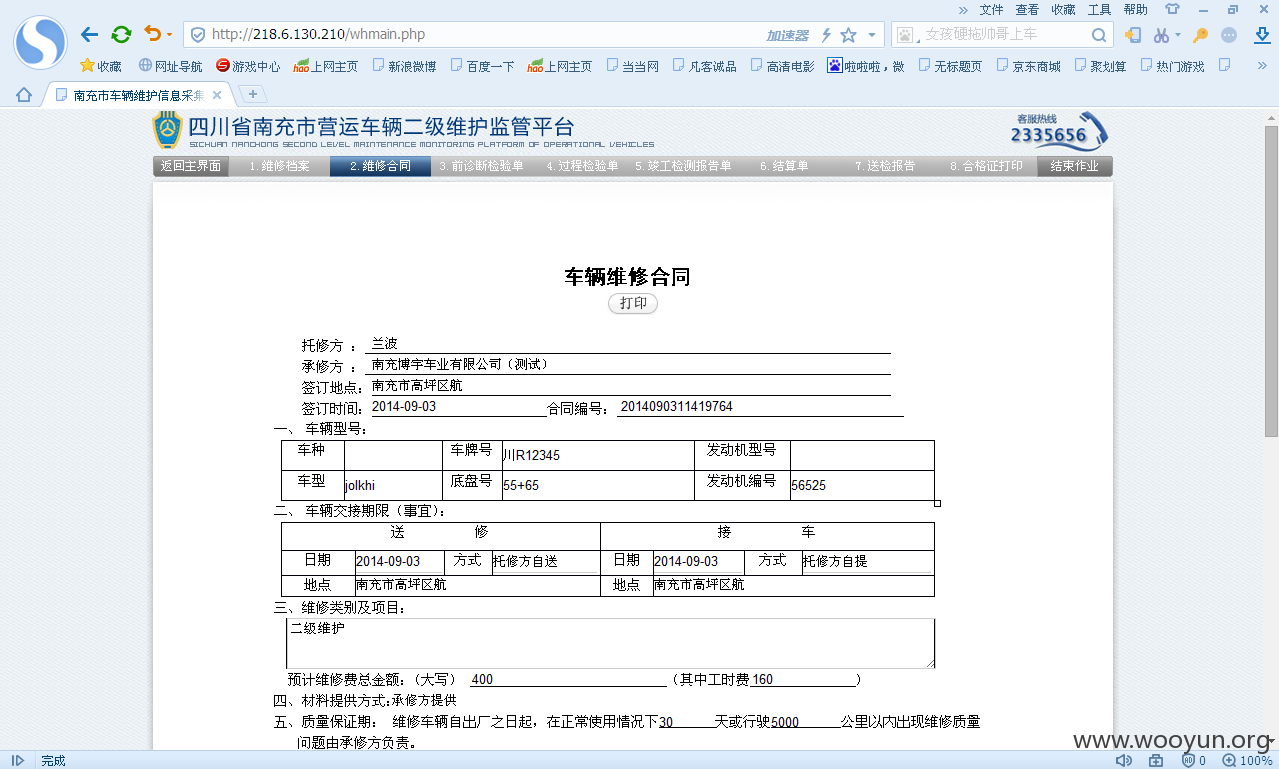 » 文件 查看 收藏 工具 帮助
http://218.6.130.210/whmain.php 加速器 女孩硬拖帅哥上车
收藏 网址导航 游戏中心 hao上网主页 新浪微博 百度一下 hao上网主页 当当网 凡客诚品 高清电影 啦啦啦，微 无标题页 京东商城 聚划算 热门游戏 »
南充市车辆维护信息采集
四川省南充市营运车辆二级维护监管平台
SICHUAN NANCHONG SECOND LEVEL MAINTENANCE MONITORING PLATFORM OF OPERATIONAL VEHICLES
客服热线
2335656
返回主界面 1.维修档案 2.维修合同 3.前诊断检验单 4.过程检验单 5.竣工检测报告单 6.结算单 7.送检报告 8.合格证打印 结束作业
车辆维修合同
打印
托修方 ： 兰波
承修方 ： 南充博宇车业有限公司（测试）
签订地点： 南充市高坪区航
签订时间： 2014-09-03 合同编号： 2014090311419764
一、 车辆型号：
车种 车牌号 川R12345 发动机型号
车型 jolkhi 底盘号 55+65 发动机编号 56525
二、 车辆交接期限（事宜）：
送 修 接 车
日期 2014-09-03 方式 托修方自送 日期 2014-09-03 方式 托修方自提
地点 南充市高坪区航 地点 南充市高坪区航
三、维修类别及项目：
二级维护
预计维修费总金额：（大写） 400 （其中工时费 160 ）
四、材料提供方式：承修方提供
五、质量保证期： 维修车辆自出厂之日起，在正常使用情况下30 天或行驶5000 公里以内出现维修质量
问题由承修方负责。
www.wooyun.org
完成 0 100%